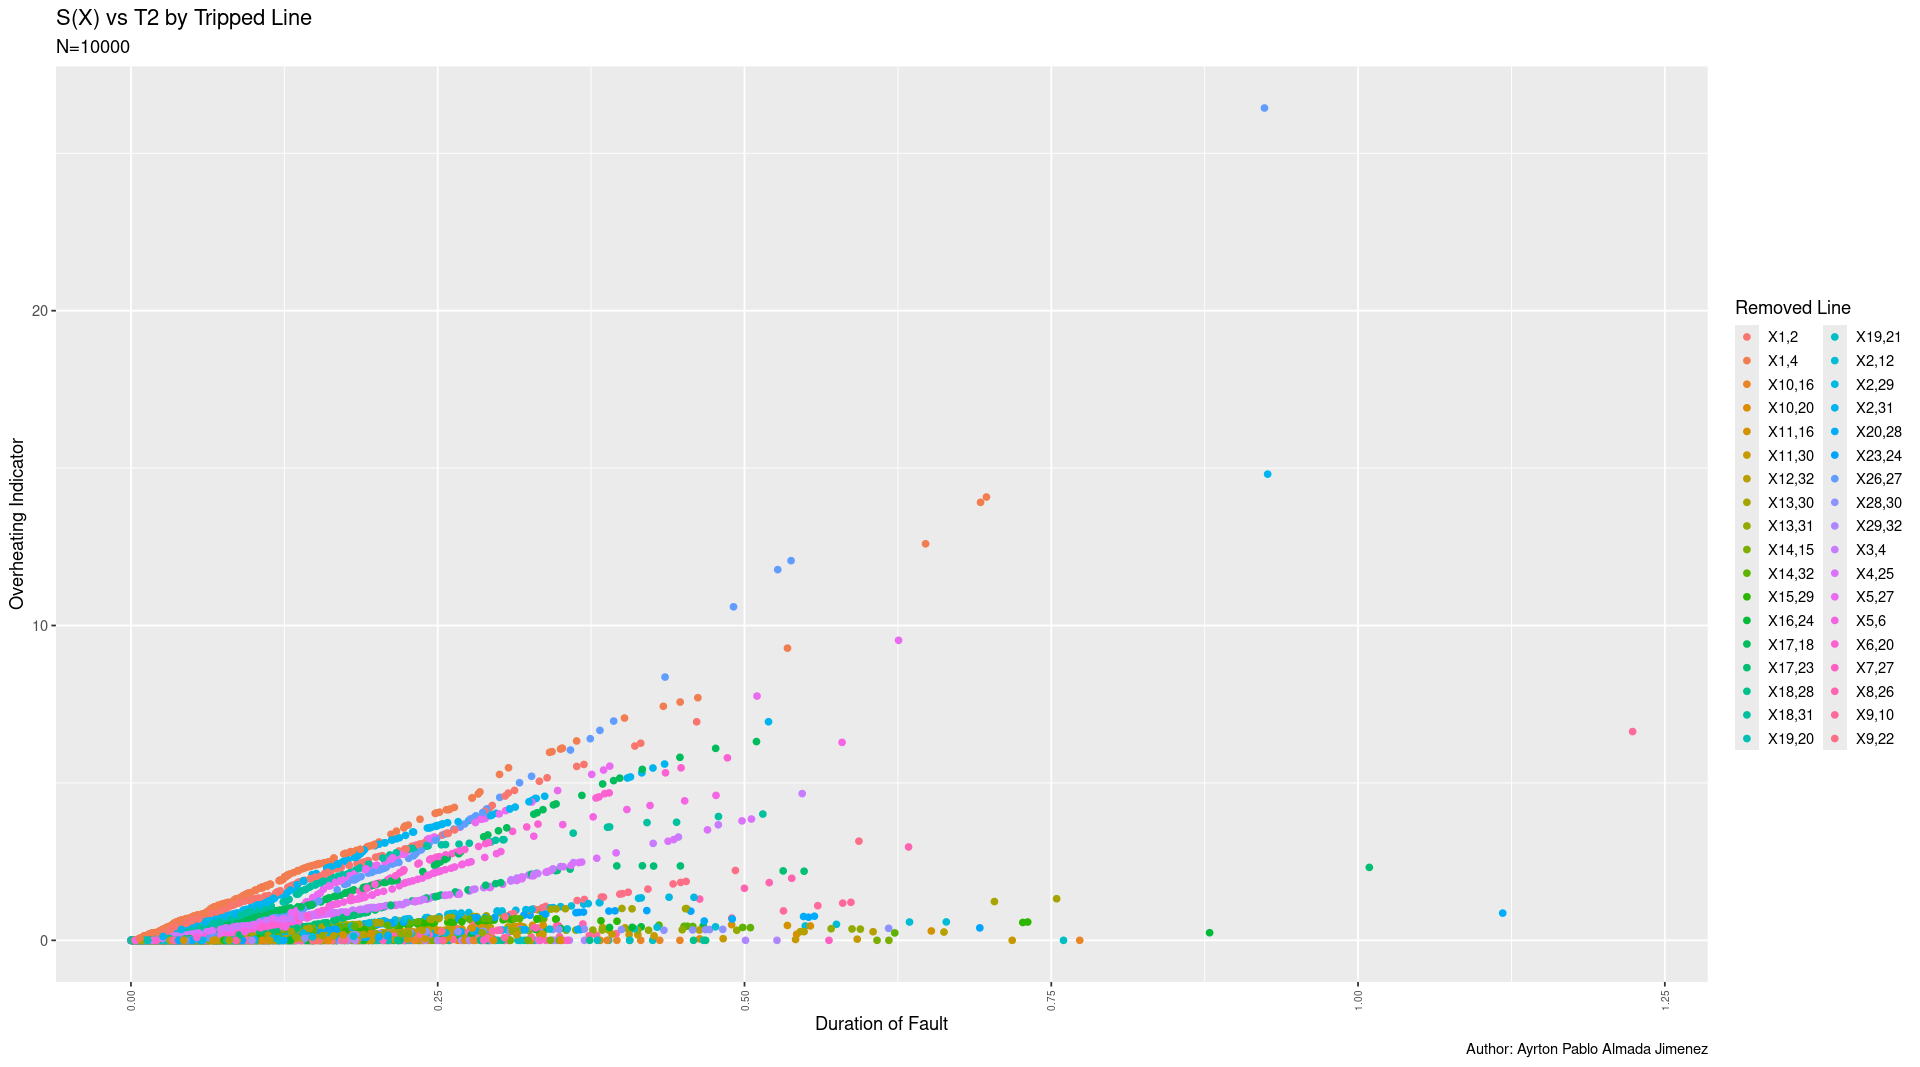 S(X) vs T2 by Tripped Line
N=10000
Overheating Indicator
20
10
0
0.00
0.25
0.50
0.75
1.00
1.25
Duration of Fault
Removed Line
X1,2
X1,4
X10,16
X10,20
X11,16
X11,30
X12,32
X13,30
X13,31
X14,15
X14,32
X15,29
X16,24
X17,18
X17,23
X18,28
X18,31
X19,20
X19,21
X2,12
X2,29
X2,31
X20,28
X23,24
X26,27
X28,30
X29,32
X3,4
X4,25
X5,27
X5,6
X6,20
X7,27
X8,26
X9,10
X9,22
Author: Ayrton Pablo Almada Jimenez